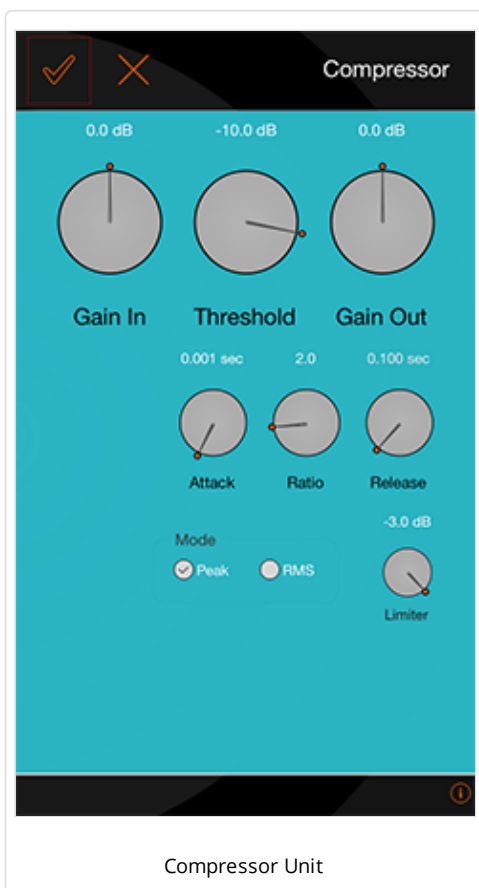 Compressor
0.0 dB -10.0 dB 0.0 dB
Gain In Threshold Gain Out
0.001 sec 2.0 0.100 sec
Attack Ratio Release
-3.0 dB
Mode
Peak RMS
Limiter
Compressor Unit